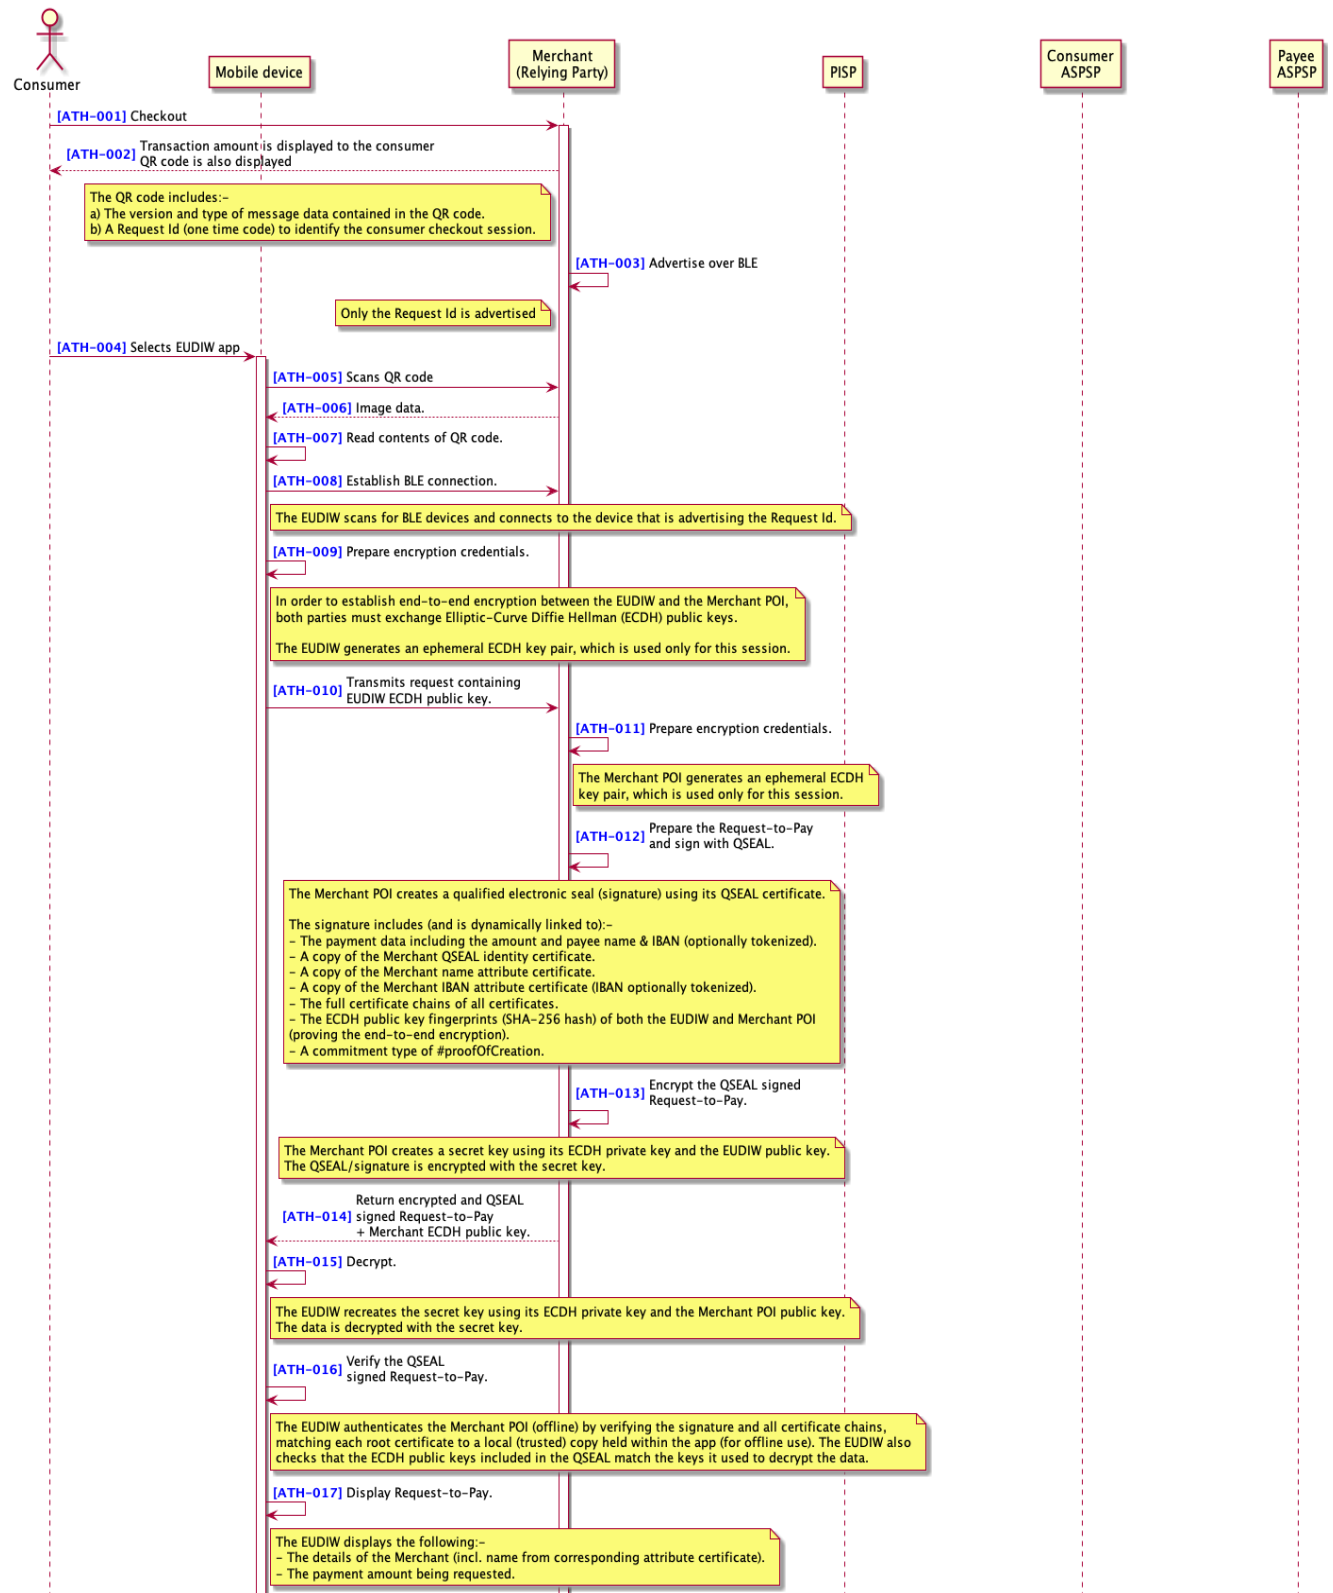 Consumer
Mobile device
Merchant
(Relying Party)
PISP
Consumer
ASPSP
Payee
ASPSP
[ATH-001] Checkout
[ATH-002] Transaction amount is displayed to the consumer
QR code is also displayed
The QR code includes:-
a) The version and type of message data contained in the QR code.
b) A Request Id (one time code) to identify the consumer checkout session.
[ATH-003] Advertise over BLE
Only the Request Id is advertised
[ATH-004] Selects EUDIW app
[ATH-005] Scans QR code
[ATH-006] Image data.
[ATH-007] Read contents of QR code.
[ATH-008] Establish BLE connection.
The EUDIW scans for BLE devices and connects to the device that is advertising the Request Id.
[ATH-009] Prepare encryption credentials.
In order to establish end-to-end encryption between the EUDIW and the Merchant POI,
both parties must exchange Elliptic-Curve Diffie Hellman (ECDH) public keys.
The EUDIW generates an ephemeral ECDH key pair, which is used only for this session.
[ATH-010] Transmits request containing
EUDIW ECDH public key.
[ATH-011] Prepare encryption credentials.
The Merchant POI generates an ephemeral ECDH
key pair, which is used only for this session.
[ATH-012] Prepare the Request-to-Pay
and sign with QSEAL.
The Merchant POI creates a qualified electronic seal (signature) using its QSEAL certificate.
The signature includes (and is dynamically linked to):-
- The payment data including the amount and payee name & IBAN (optionally tokenized).
- A copy of the Merchant QSEAL identity certificate.
- A copy of the Merchant name attribute certificate.
- A copy of the Merchant IBAN attribute certificate (IBAN optionally tokenized).
- The full certificate chains of all certificates.
- The ECDH public key fingerprints (SHA-256 hash) of both the EUDIW and Merchant POI
(proving the end-to-end encryption).
- A commitment type of #proofOfCreation.
[ATH-013] Encrypt the QSEAL signed
Request-to-Pay.
The Merchant POI creates a secret key using its ECDH private key and the EUDIW public key.
The QSEAL/signature is encrypted with the secret key.
[ATH-014] Return encrypted and QSEAL
signed Request-to-Pay
+ Merchant ECDH public key.
[ATH-015] Decrypt.
The EUDIW recreates the secret key using its ECDH private key and the Merchant POI public key.
The data is decrypted with the secret key.
[ATH-016] Verify the QSEAL
signed Request-to-Pay.
The EUDIW authenticates the Merchant POI (offline) by verifying the signature and all certificate chains,
matching each root certificate to a local (trusted) copy held within the app (for offline use). The EUDIW also
checks that the ECDH public keys included in the QSEAL match the keys it used to decrypt the data.
[ATH-017] Display Request-to-Pay.
The EUDIW displays the following:-
- The details of the Merchant (incl. name from corresponding attribute certificate).
- The payment amount being requested.